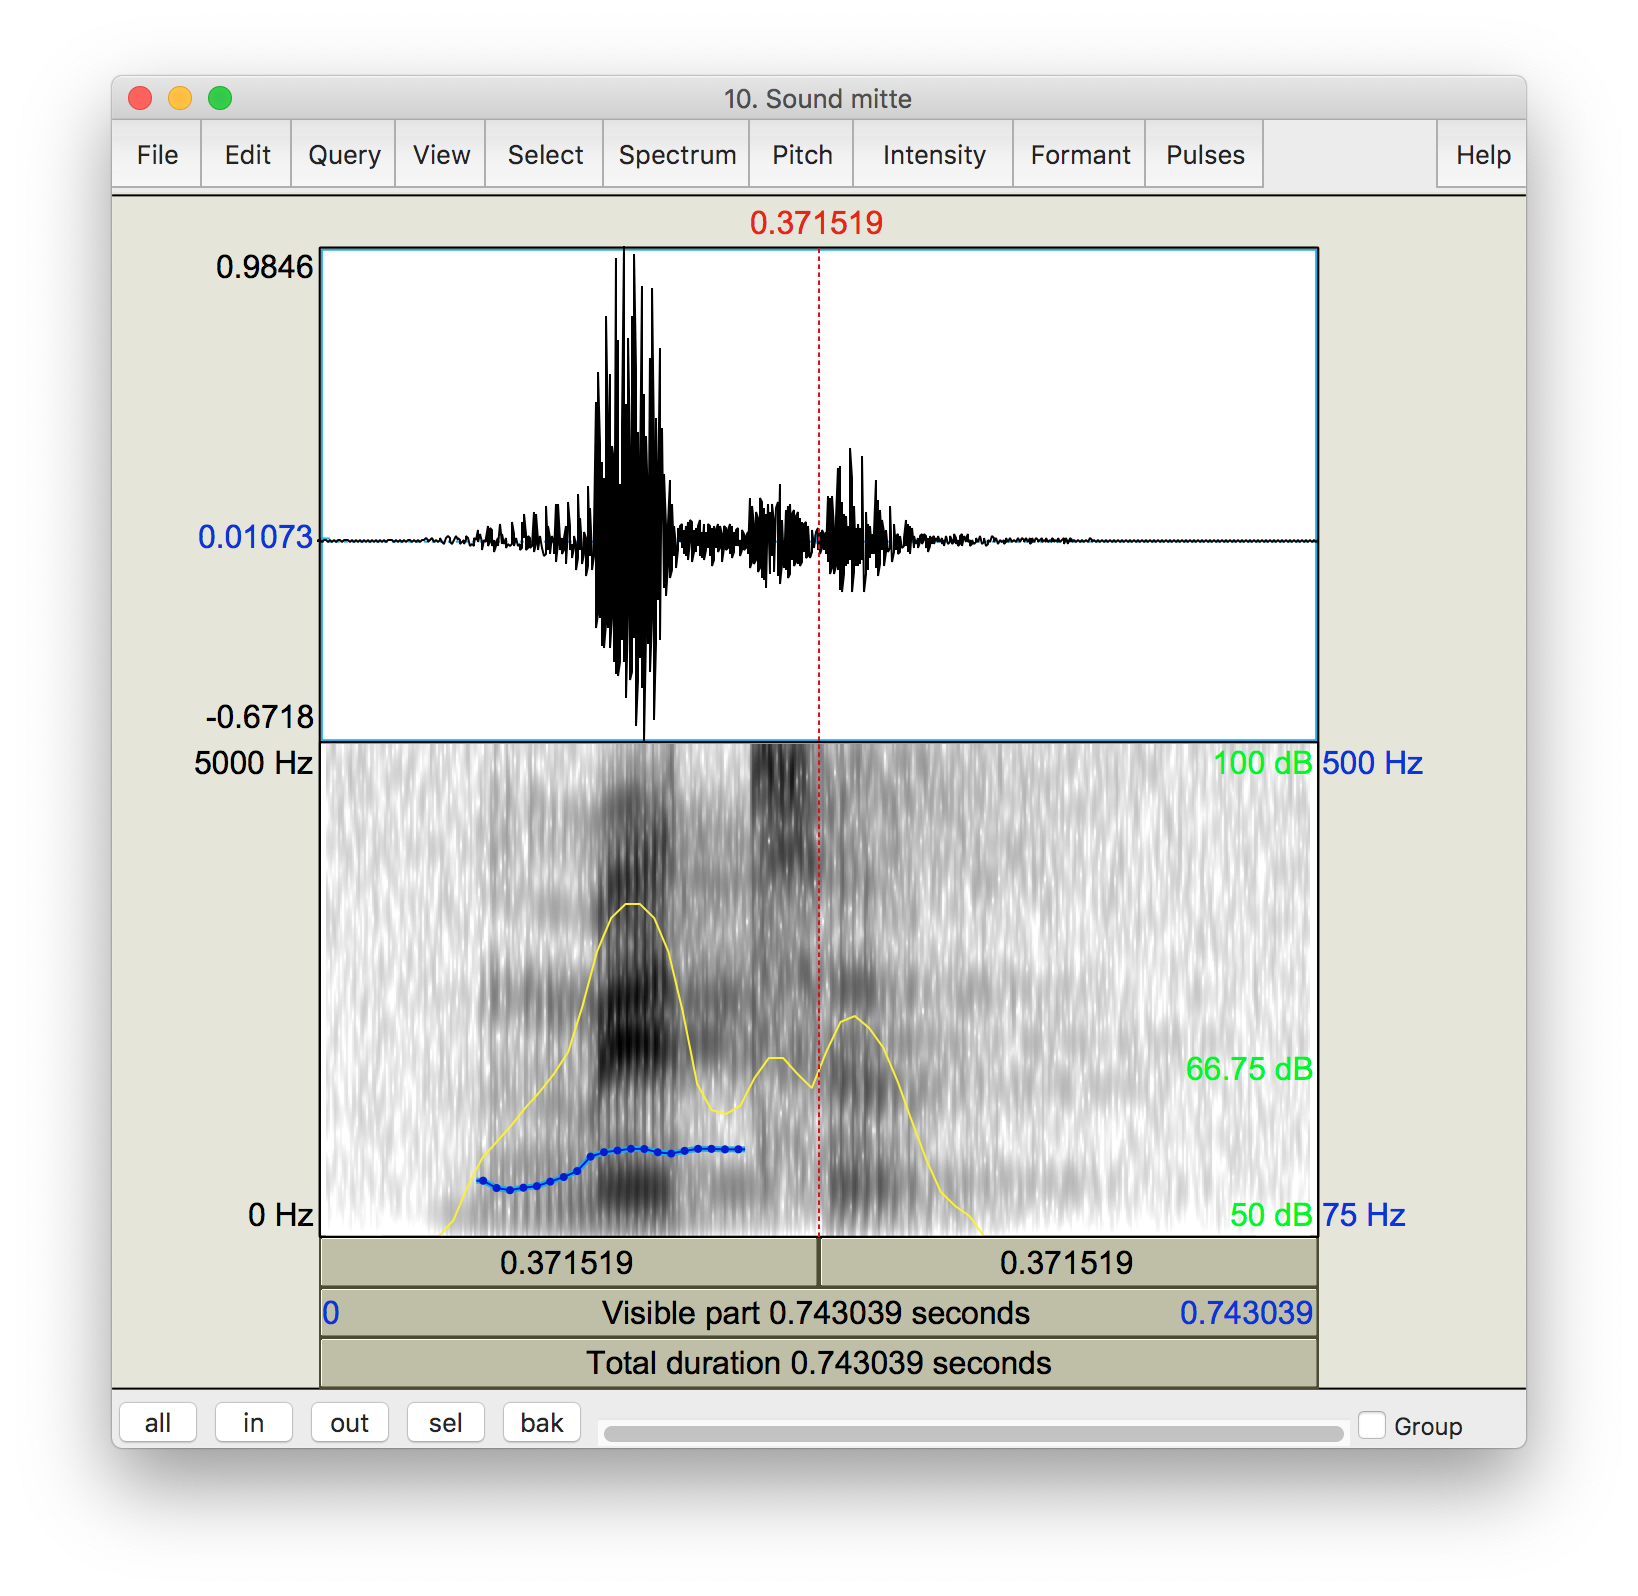 10. Sound mitte
File Edit Query View Select Spectrum Pitch Intensity Formant Pulses Help
0.371519
0.9846
0.01073
-0.6718
5000 Hz 100 dB 500 Hz
66.75 dB
0 Hz 50 dB 75 Hz
0.371519 0.371519
0 Visible part 0.743039 seconds 0.743039
Total duration 0.743039 seconds
all in out sel bak Group